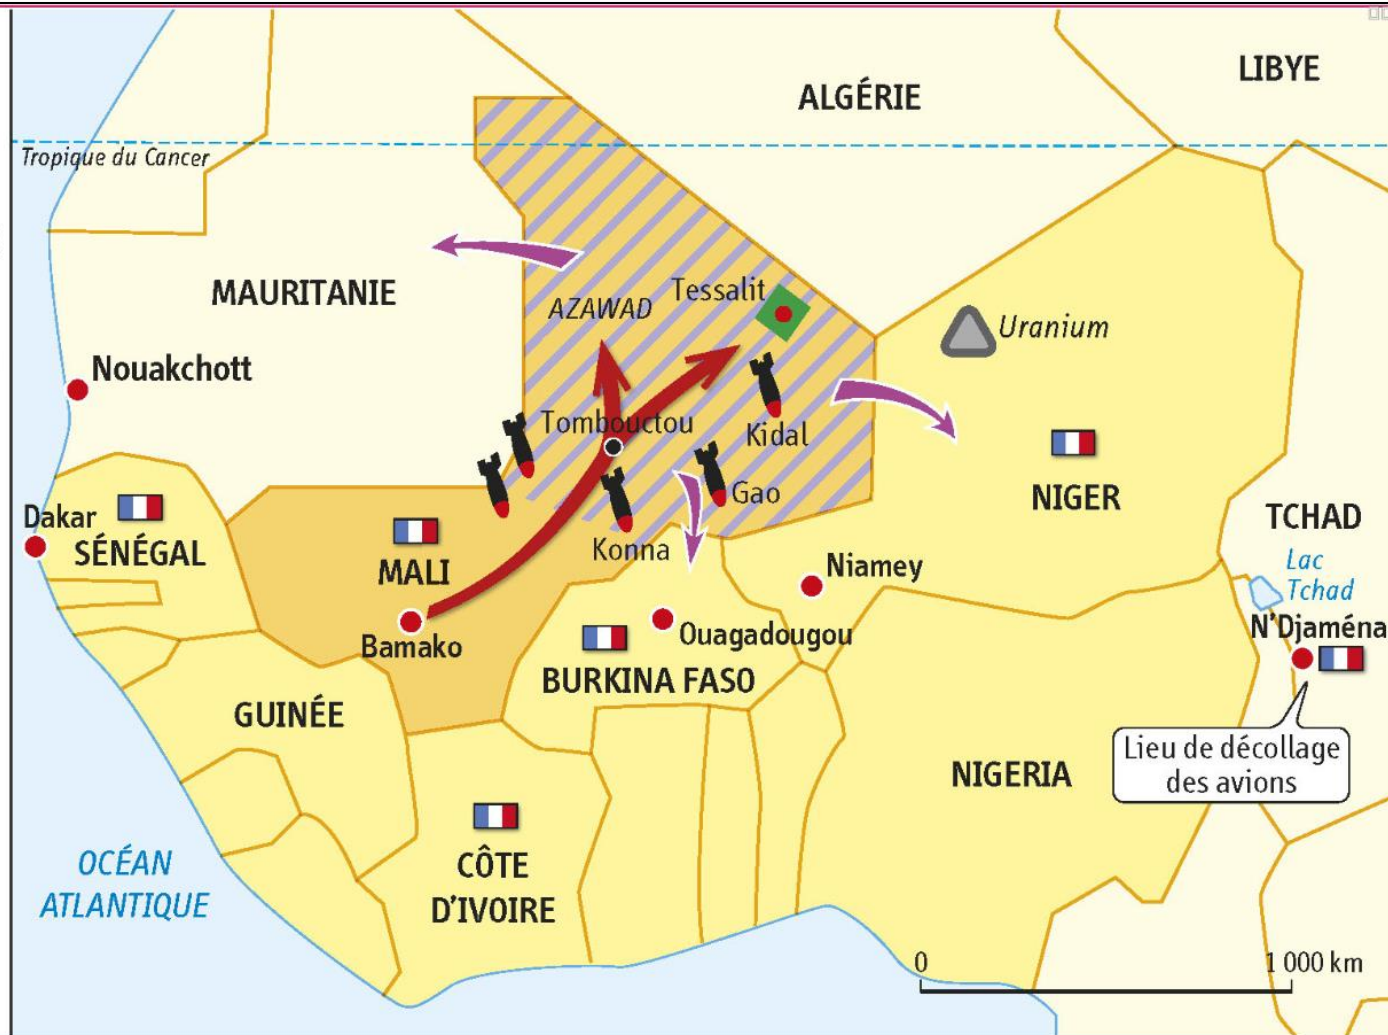 LIBYE
ALGÉRIE
Tropique du Cancer
MAURITANIE
Tessalit
AZAWAD
Uranium
Nouakchott
Tombouctou
Kidal
Gao
NIGER
Dakar
SÉNÉGAL
MALI
Konna
TCHAD
Lac
Tchad
Niamey
Bamako
Ouagadougou
N'Djaména
BURKINA FASO
GUINÉE
Lieu de décollage
des avions
NIGERIA
CÔTE
D'IVOIRE
OCÉAN
ATLANTIQUE
0
1 000 km